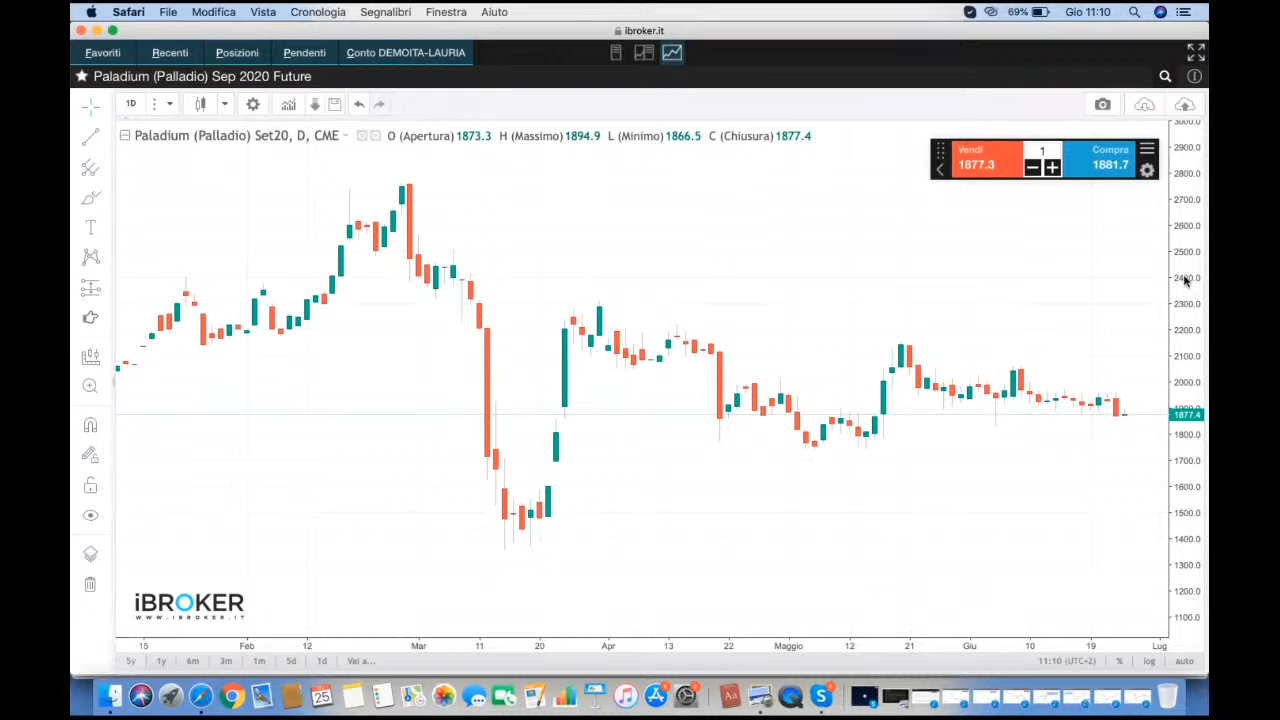 Safari File Modifica Vista Cronologia Segnalibri Finestra Aiuto 69% Gio 11:10
ibroker.it
Favoriti Recenti Posizioni Pendenti Conto DEMOITA-LAURIA
Paladium (Palladio) Sep 2020 Future
1D
Paladium (Palladio) Set20, D, CME O (Apertura) 1873.3 H (Massimo) 1894.9 L (Minimo) 1866.5 C (Chiusura) 1877.4
Vendi 1 Compra
1877.3 1881.7
3000.0
2900.0
2800.0
2700.0
2600.0
2500.0
2400.0
2300.0
2200.0
2100.0
2000.0
1900.0
1877.4
1800.0
1700.0
1600.0
1500.0
1400.0
1300.0
1200.0
1100.0
iBROKER
WWW.IBROKER.IT
15 Feb 12 Mar 11 20 Apr 13 22 Maggio 12 21 Giu 10 19 Lug
5y 1y 6m 3m 1m 5d 1d Val a... 11:10 (UTC+2) % log auto
25